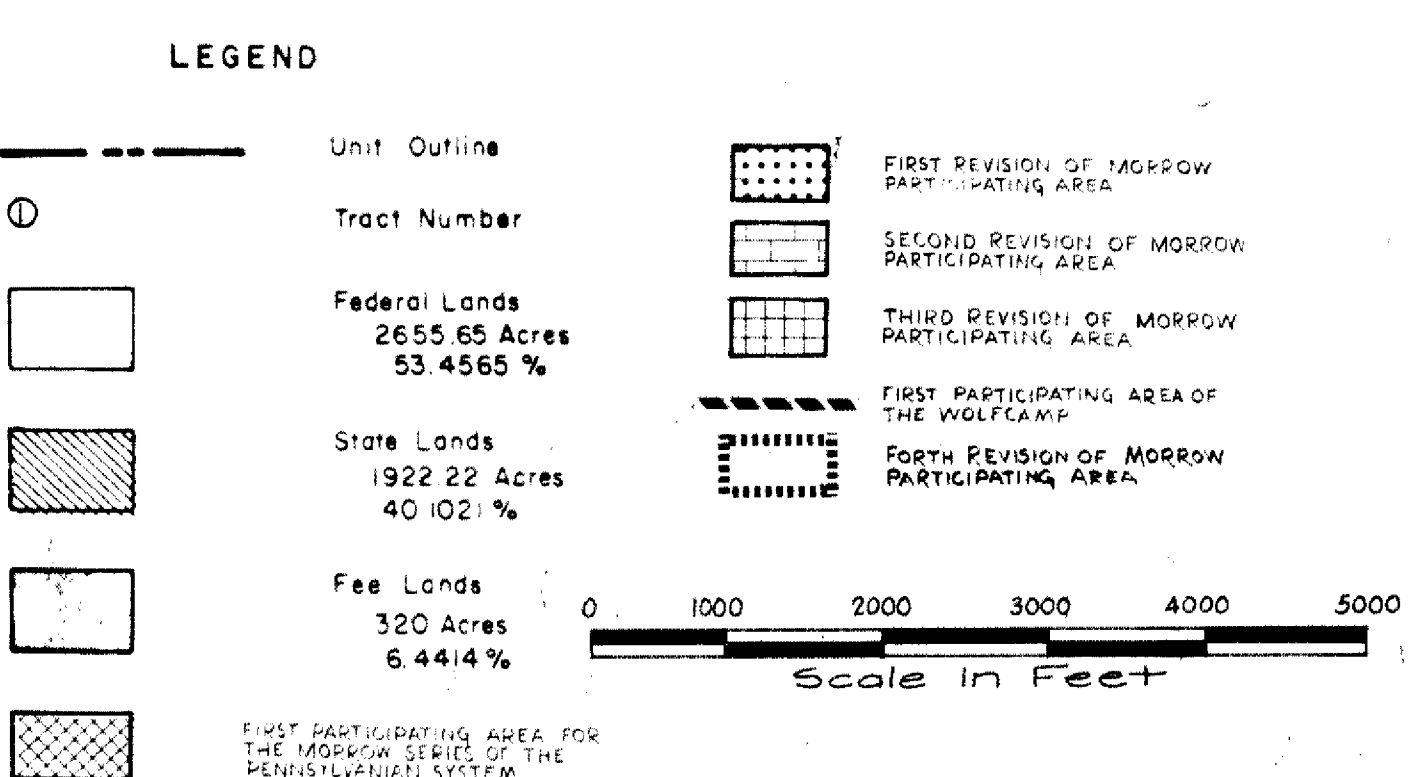 LEGEND
Unit Outline
1
Tract Number
Federal Lands
2655.65 Acres
53.4565 %
State Lands
1922.22 Acres
40.1021 %
Fee Lands
320 Acres
6.4414 %
FIRST PARTICIPATING AREA FOR
THE MORROW SERIES OF THE
PENNSYLVANIAN SYSTEM
FIRST REVISION OF MORROW
PARTICIPATING AREA
SECOND REVISION OF MORROW
PARTICIPATING AREA
THIRD REVISION OF MORROW
PARTICIPATING AREA
FIRST PARTICIPATING AREA OF
THE WOLFCAMP
FORTH REVISION OF MORROW
PARTICIPATING AREA
0 1000 2000 3000 4000 5000
Scale in Feet